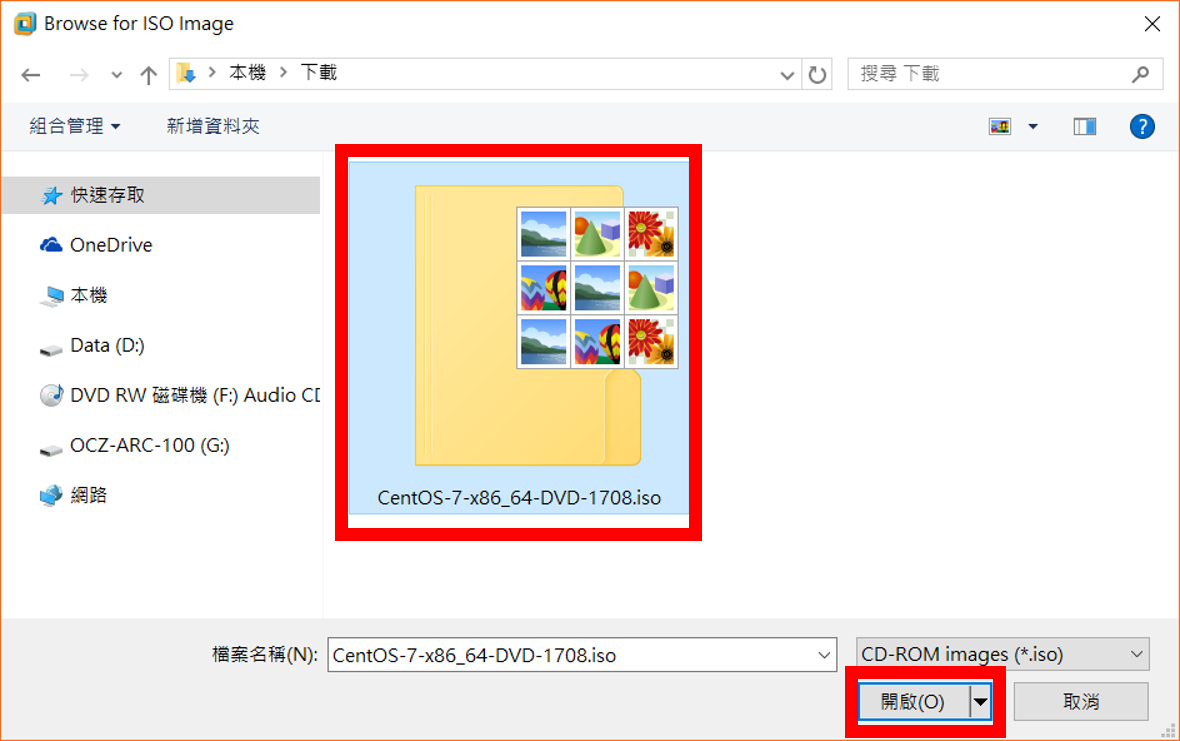 Browse for ISO Image
本機 下載
搜尋 下載
組合管理
新增資料夾
?
快速存取
OneDrive
本機
Data (D:)
DVD RW 磁碟機 (F:) Audio CD
OCZ-ARC-100 (G:)
網路
CentOS-7-x86_64-DVD-1708.iso
檔案名稱(N):
CentOS-7-x86_64-DVD-1708.iso
CD-ROM images (*.iso)
開啟(O)
取消